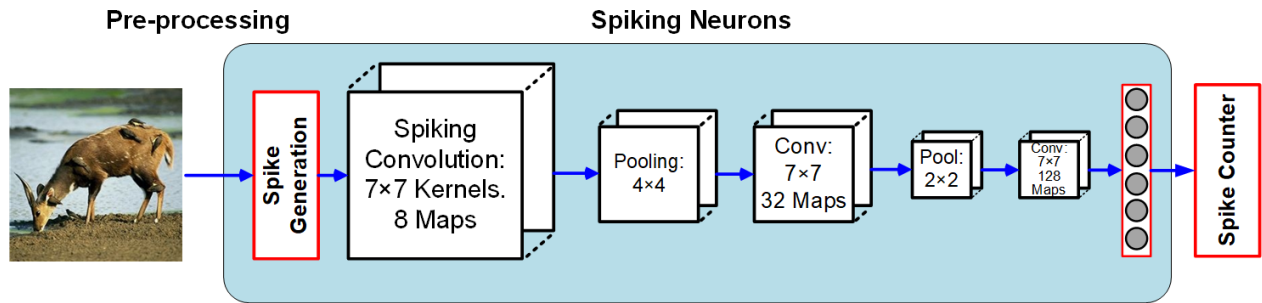 Pre-processing
Spiking Neurons
Spike
Generation
Spiking
Convolution:
7×7 Kernels.
8 Maps
Pooling:
4×4
Conv:
7×7
32 Maps
Pool:
2×2
Conv:
7×7
128
Maps
Spike Counter